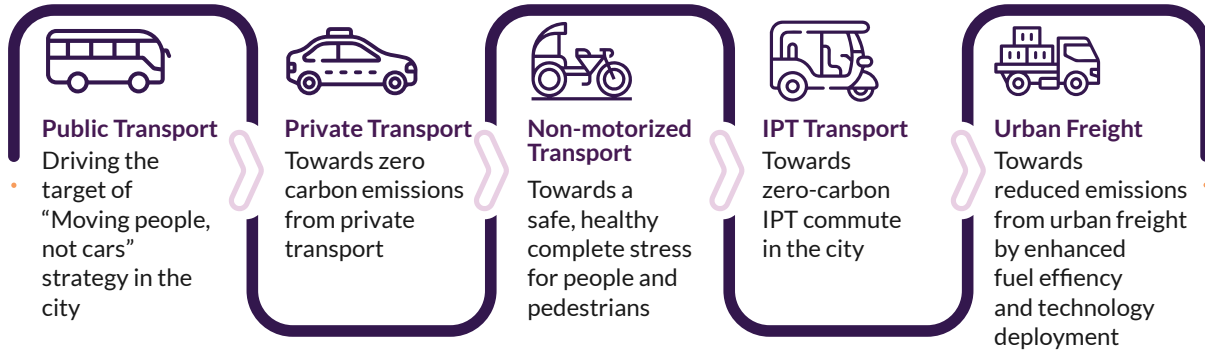 Public Transport
Driving the
target of
“Moving people,
not cars”
strategy in the
city
Private Transport
Towards zero
carbon emissions
from private
transport
Non-motorized
Transport
Towards a
safe, healthy
complete stress
for people and
pedestrians
IPT Transport
Towards
zero-carbon
IPT commute
in the city
Urban Freight
Towards
reduced emissions
from urban freight
by enhanced
fuel effiency
and technology
deployment